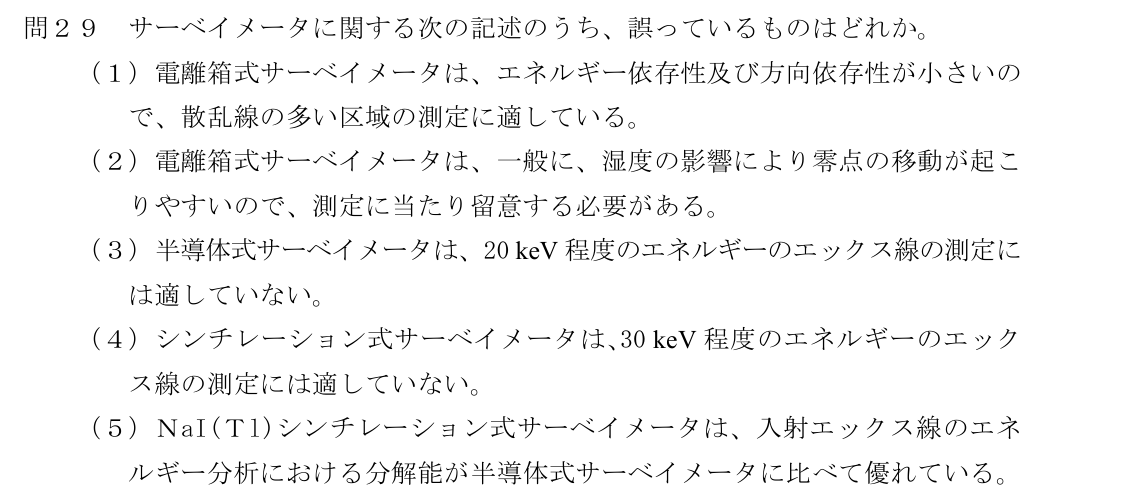 問２９　サーベイメータに関する次の記述のうち、誤っているものはどれか。
（１）電離箱式サーベイメータは、エネルギー依存性及び方向依存性が小さいの
で、散乱線の多い区域の測定に適している。
（２）電離箱式サーベイメータは、一般に、湿度の影響により零点の移動が起こ
りやすいので、測定に当たり留意する必要がある。
（３）半導体式サーベイメータは、20 keV 程度のエネルギーのエックス線の測定に
は適していない。
（４）シンチレーション式サーベイメータは、30 keV 程度のエネルギーのエック
ス線の測定には適していない。
（５）ＮaＩ(Ｔl)シンチレーション式サーベイメータは、入射エックス線のエネ
ルギー分析における分解能が半導体式サーベイメータに比べて優れている。